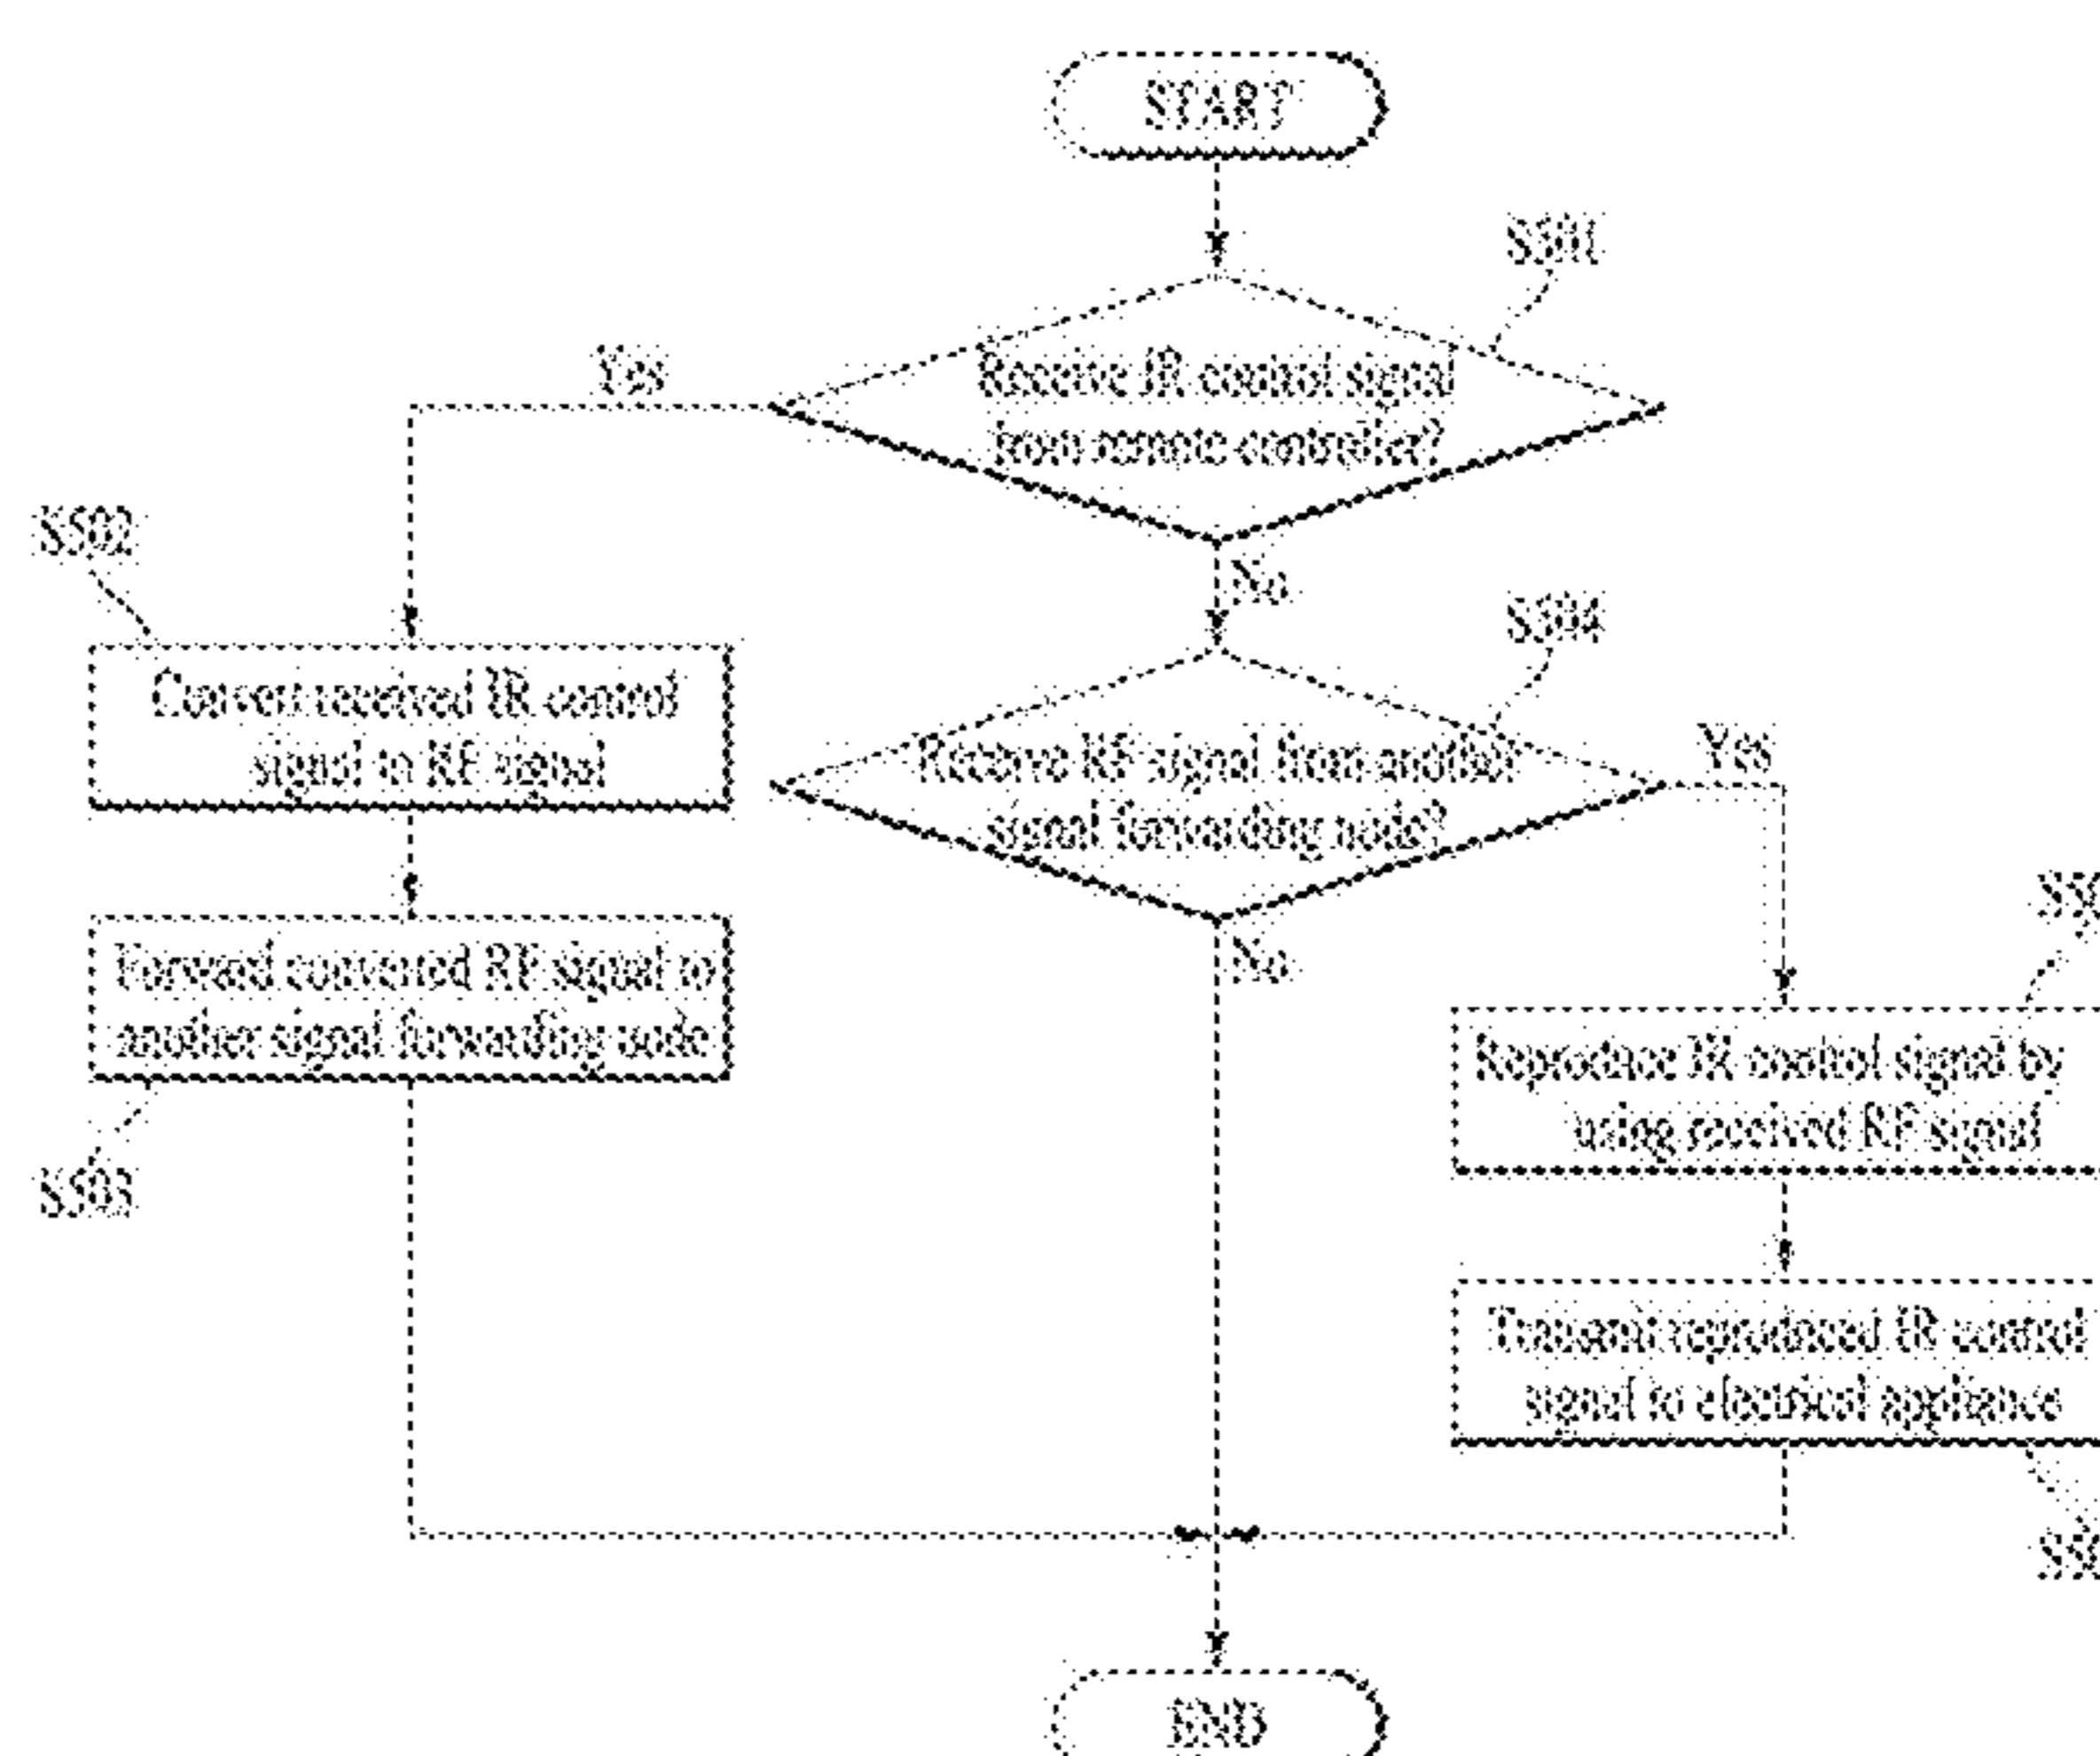 START
S501
Receive IR control signal
from remote controller?
Yes
No
S502
Convert received IR control
signal to RF signal
S504
Receive RF signal from another
signal forwarding node?
Yes
No
Forward converted RF signal to
another signal forwarding node
S503
Reproduce IR control signal by
using received RF signal
Transmit reproduced IR control
signal to electrical appliance
END